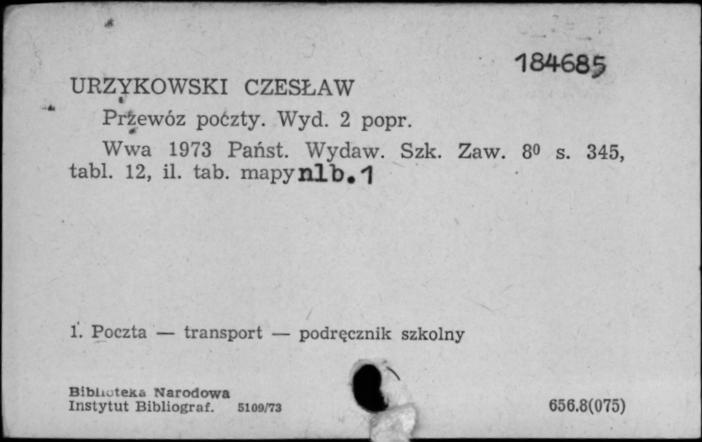 184685
URZYKOWSKI CZESŁAW
Przewóz poczty. Wyd. 2 popr.
Wwa 1973 Państ. Wydaw. Szk. Zaw. 8⁰ s. 345,
tabl. 12, il. tab. mapy nlb. 1
1. Poczta — transport — podręcznik szkolny
Biblioteka Narodowa
Instytut Bibliograf. 5109/73
656.8(075)